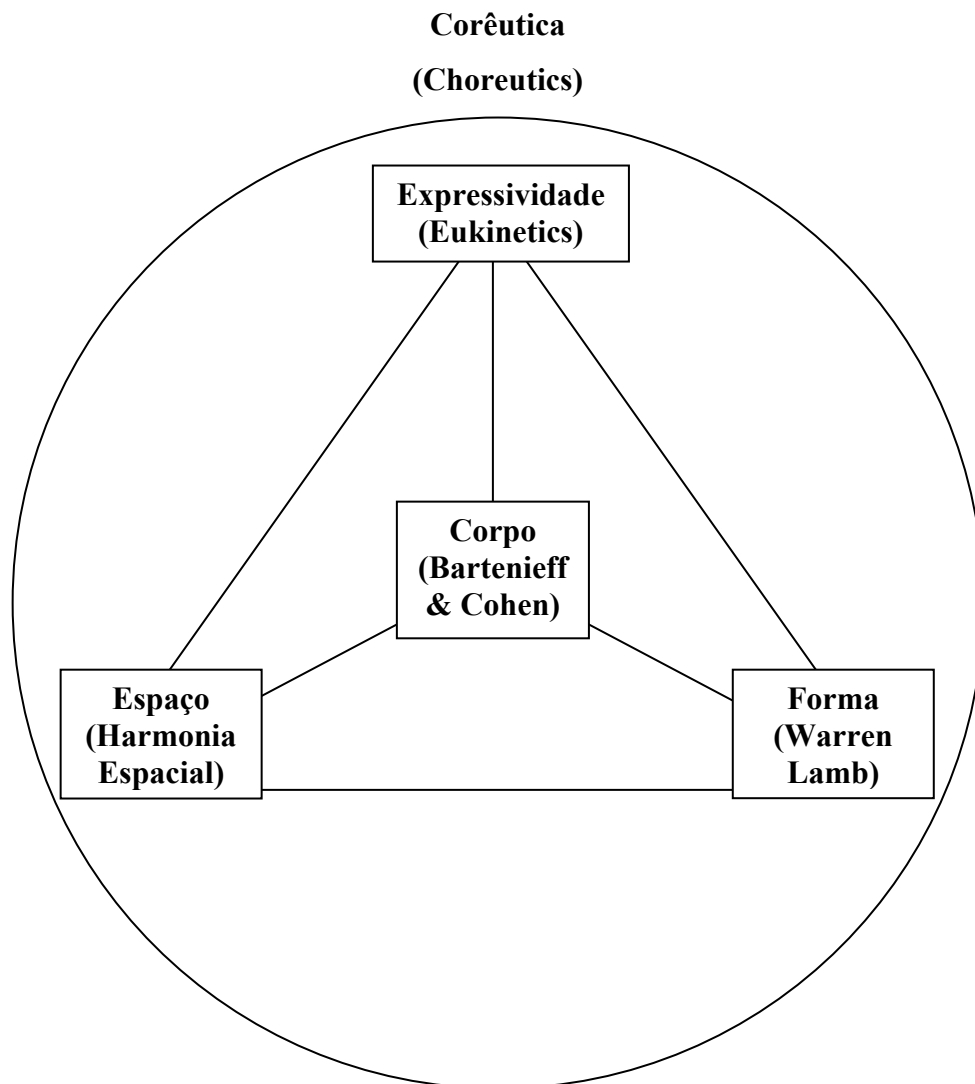 Corêutica
(Choreutics)
Expressividade
(Eukinetics)
Corpo
(Bartenieff
& Cohen)
Espaço
(Harmonia
Espacial)
Forma
(Warren
Lamb)